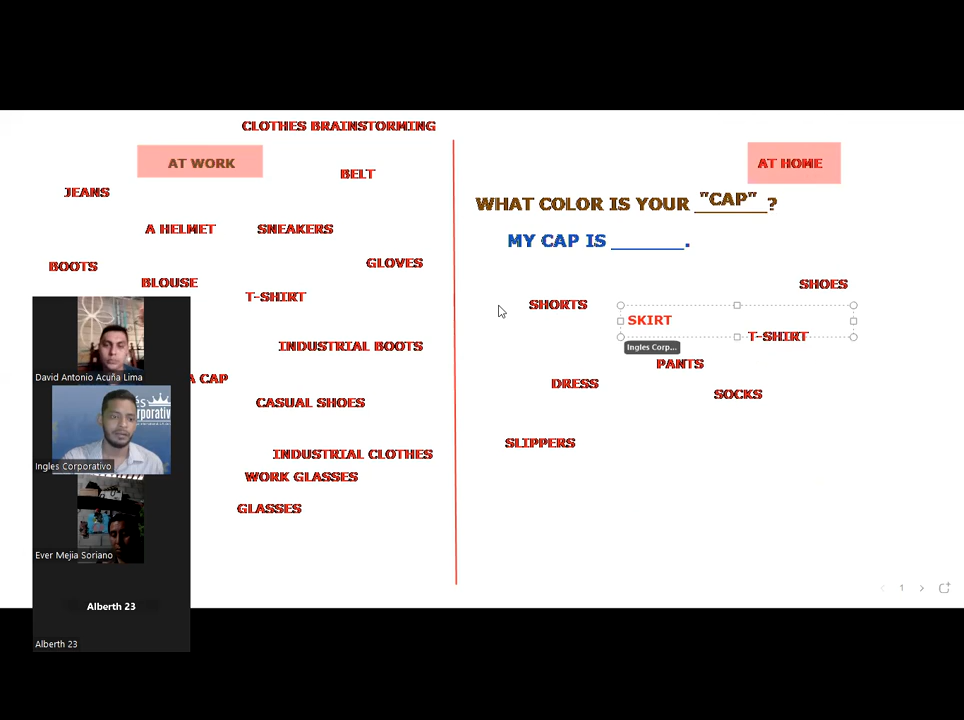 CLOTHES BRAINSTORMING
AT WORK
BELT
JEANS
A HELMET
SNEAKERS
GLOVES
BOOTS
BLOUSE
T-SHIRT
INDUSTRIAL BOOTS
A CAP
CASUAL SHOES
INDUSTRIAL CLOTHES
WORK GLASSES
GLASSES
AT HOME
WHAT COLOR IS YOUR "CAP" ?
MY CAP IS ______.
SHOES
SHORTS
SKIRT
T-SHIRT
Ingles Corp...
PANTS
DRESS
SOCKS
SLIPPERS
1
David Antonio Acuña Lima
Ingles Corporativo
Ever Mejia Soriano
Alberth 23
Alberth 23